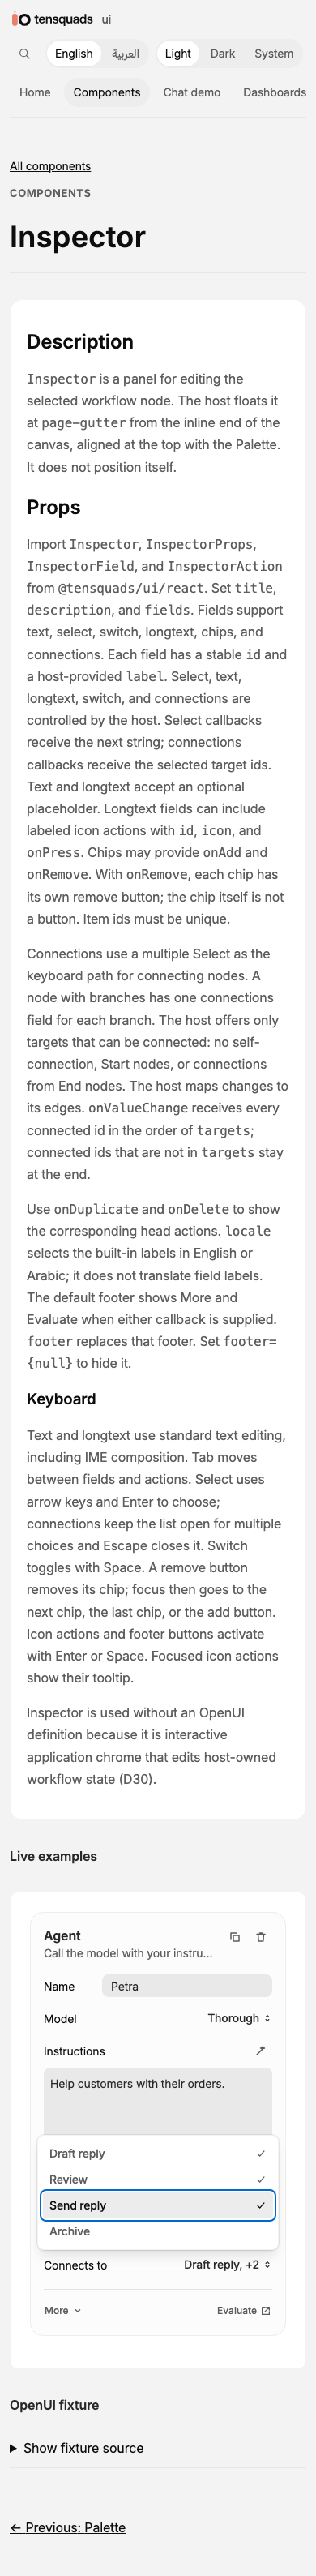 tensquads ui
English العربية Light Dark System
Home Components Chat demo Dashboards
All components
COMPONENTS
Inspector
Description
Inspector is a panel for editing the
selected workflow node. The host floats it
at page-gutter from the inline end of the
canvas, aligned at the top with the Palette.
It does not position itself.
Props
Import Inspector, InspectorProps,
InspectorField, and InspectorAction
from @tensquads/ui/react. Set title,
description, and fields. Fields support
text, select, switch, longtext, chips, and
connections. Each field has a stable id and
a host-provided label. Select, text,
longtext, switch, and connections are
controlled by the host. Select callbacks
receive the next string; connections
callbacks receive the selected target ids.
Text and longtext accept an optional
placeholder. Longtext fields can include
labeled icon actions with id, icon, and
onPress. Chips may provide onAdd and
onRemove. With onRemove, each chip has
its own remove button; the chip itself is not
a button. Item ids must be unique.
Connections use a multiple Select as the
keyboard path for connecting nodes. A
node with branches has one connections
field for each branch. The host offers only
targets that can be connected: no self-
connection, Start nodes, or connections
from End nodes. The host maps changes to
its edges. onValueChange receives every
connected id in the order of targets;
connected ids that are not in targets stay
at the end.
Use onDuplicate and onDelete to show
the corresponding head actions. locale
selects the built-in labels in English or
Arabic; it does not translate field labels.
The default footer shows More and
Evaluate when either callback is supplied.
footer replaces that footer. Set footer=
{null} to hide it.
Keyboard
Text and longtext use standard text editing,
including IME composition. Tab moves
between fields and actions. Select uses
arrow keys and Enter to choose;
connections keep the list open for multiple
choices and Escape closes it. Switch
toggles with Space. A remove button
removes its chip; focus then goes to the
next chip, the last chip, or the add button.
Icon actions and footer buttons activate
with Enter or Space. Focused icon actions
show their tooltip.
Inspector is used without an OpenUI
definition because it is interactive
application chrome that edits host-owned
workflow state (D30).
Live examples
Agent
Call the model with your instru...
Name Petra
Model Thorough
Instructions
Help customers with their orders.
Draft reply
Review
Send reply
Archive
Connects to Draft reply, +2
More Evaluate
OpenUI fixture
Show fixture source
← Previous: Palette